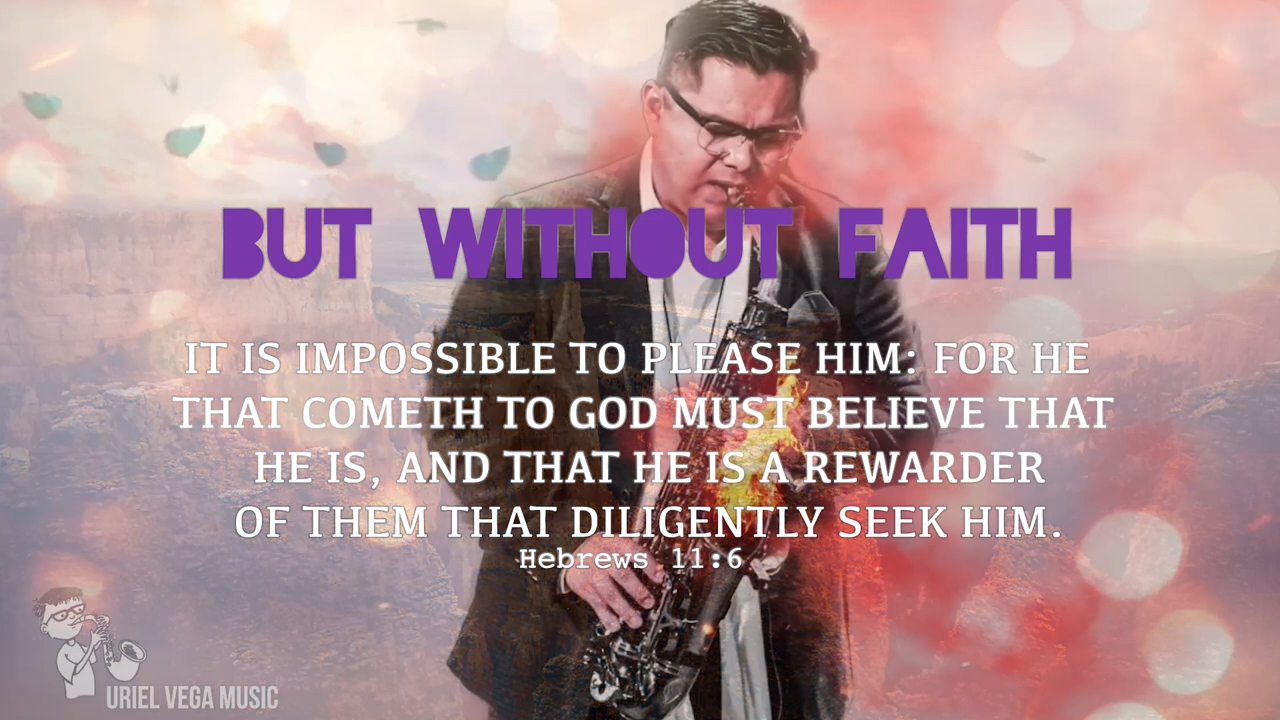 BUT WITHOUT FAITH
IT IS IMPOSSIBLE TO PLEASE HIM: FOR HE
THAT COMETH TO GOD MUST BELIEVE THAT
HE IS, AND THAT HE IS A REWARDER
OF THEM THAT DILIGENTLY SEEK HIM.
Hebrews 11:6
URIEL VEGA MUSIC